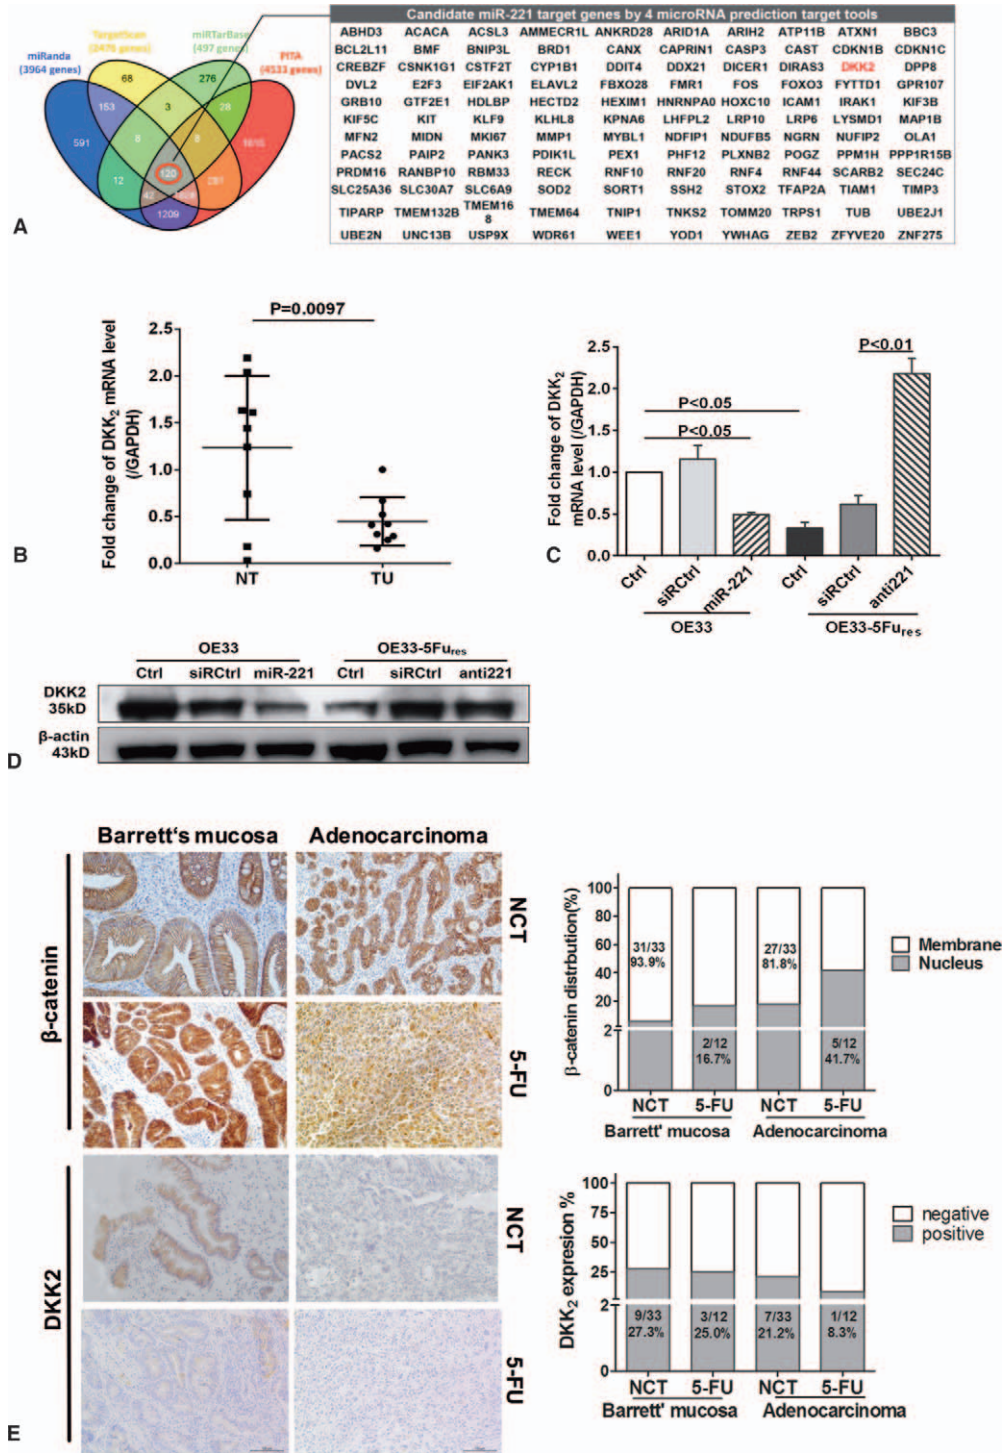 Candidate miR-221 target genes by 4 microRNA prediction target tools
TargetScan
miRTarBase
(497 genes)
miRanda
(3964 genes)
PITA
(4533 genes)
68
276
153
3
28
591
8
8
120
12
42
281
1209
ABHD3 ACACA ACSL3 AMMECR1L ANKRD28 ARID1A ARIH2 ATP11B ATXN1 BBC3
BCL2L11 BMF BNIP3L BRD1 CANX CAPRIN1 CASP3 CAST CDKN1B CDKN1C
CREBZF CSNK1G1 CSTF2T CYP1B1 DDIT4 DDX21 DICER1 DIRAS3 DKK2 DPP8
DVL2 E2F3 EIF2AK1 ELAVL2 FBXO28 FMR1 FOS FOXO3 FYTTD1 GPR107
GRB10 GTF2E1 HDLBP HECTD2 HEXIM1 HNRNPA0 HOXC10 ICAM1 IRAK1 KIF3B
KIF5C KIT KLF9 KLHL8 KPNA6 LHFPL2 LRP10 LRP6 LYSMD1 MAP1B
MFN2 MIDN MKI67 MMP1 MYBL1 NDFIP1 NDUFB5 NGRN NUFIP2 OLA1
PACS2 PAIP2 PANK3 PDIK1L PEX1 PHF12 PLXNB2 POGZ PPM1H PPP1R15B
PRDM16 RANBP10 RBM33 RECK RNF10 RNF20 RNF4 RNF44 SCARB2 SEC24C
SLC25A36 SLC30A7 SLC6A9 SOD2 SORT1 SSH2 STOX2 TFAP2A TIAM1 TIMP3
TIPARP TMEM132B TMEM168 TMEM64 TNIP1 TNKS2 TOMM20 TRPS1 TUB UBE2J1
UBE2N UNC13B USP9X WDR61 WEE1 YOD1 YWHAG ZEB2 ZFYVE20 ZNF275
A
Fold change of DKK2 mRNA level
(/GAPDH)
P=0.0097
2.5
2.0
1.5
1.0
0.5
0.0
NT TU
B
Fold change of DKK2
mRNA level (/GAPDH)
2.5
2.0
1.5
1.0
0.5
0.0
P<0.01
P<0.05
P<0.05
Ctrl siRCtrl miR-221 Ctrl siRCtrl anti221
OE33 OE33-5Fures
C
OE33 OE33-5Fures
Ctrl siRCtrl miR-221 Ctrl siRCtrl anti221
DKK2
35kD
β-actin
43kD
D
Barrett's mucosa Adenocarcinoma
β-catenin
NCT
5-FU
DKK2
NCT
5-FU
β-catenin distribution(%)
100
80
60
40
20
2
0
31/33
93.9%
2/12
16.7%
27/33
81.8%
5/12
41.7%
Membrane
Nucleus
NCT 5-FU NCT 5-FU
Barrett' mucosa Adenocarcinoma
DKK2 expresion %
100
75
50
25
2
0
9/33
27.3%
3/12
25.0%
7/33
21.2%
1/12
8.3%
negative
positive
NCT 5-FU NCT 5-FU
Barrett' mucosa Adenocarcinoma
E